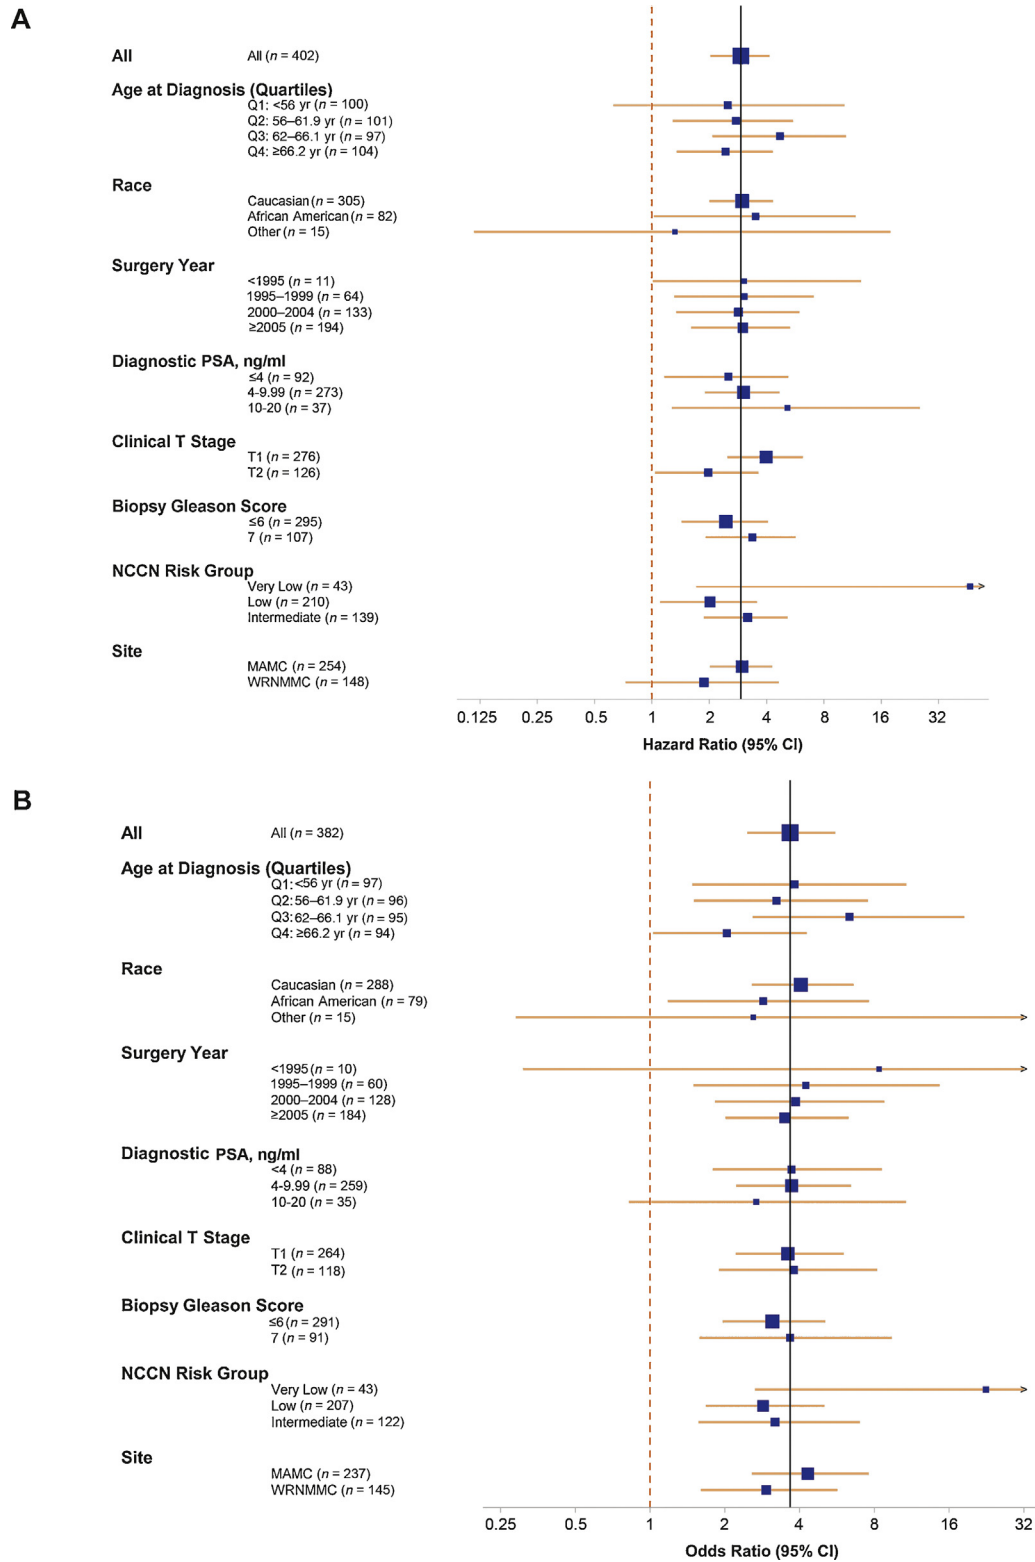 A
All All (n = 402)
Age at Diagnosis (Quartiles)
Q1: <56 yr (n = 100)
Q2: 56–61.9 yr (n = 101)
Q3: 62–66.1 yr (n = 97)
Q4: ≥66.2 yr (n = 104)
Race
Caucasian (n = 305)
African American (n = 82)
Other (n = 15)
Surgery Year
<1995 (n = 11)
1995–1999 (n = 64)
2000–2004 (n = 133)
≥2005 (n = 194)
Diagnostic PSA, ng/ml
≤4 (n = 92)
4-9.99 (n = 273)
10-20 (n = 37)
Clinical T Stage
T1 (n = 276)
T2 (n = 126)
Biopsy Gleason Score
≤6 (n = 295)
7 (n = 107)
NCCN Risk Group
Very Low (n = 43)
Low (n = 210)
Intermediate (n = 139)
Site
MAMC (n = 254)
WRNMMC (n = 148)
0.125 0.25 0.5 1 2 4 8 16 32
Hazard Ratio (95% CI)
B
All All (n = 382)
Age at Diagnosis (Quartiles)
Q1: <56 yr (n = 97)
Q2: 56–61.9 yr (n = 96)
Q3: 62–66.1 yr (n = 95)
Q4: ≥66.2 yr (n = 94)
Race
Caucasian (n = 288)
African American (n = 79)
Other (n = 15)
Surgery Year
<1995 (n = 10)
1995–1999 (n = 60)
2000–2004 (n = 128)
≥2005 (n = 184)
Diagnostic PSA, ng/ml
<4 (n = 88)
4-9.99 (n = 259)
10-20 (n = 35)
Clinical T Stage
T1 (n = 264)
T2 (n = 118)
Biopsy Gleason Score
≤6 (n = 291)
7 (n = 91)
NCCN Risk Group
Very Low (n = 43)
Low (n = 207)
Intermediate (n = 122)
Site
MAMC (n = 237)
WRNMMC (n = 145)
0.25 0.5 1 2 4 8 16 32
Odds Ratio (95% CI)